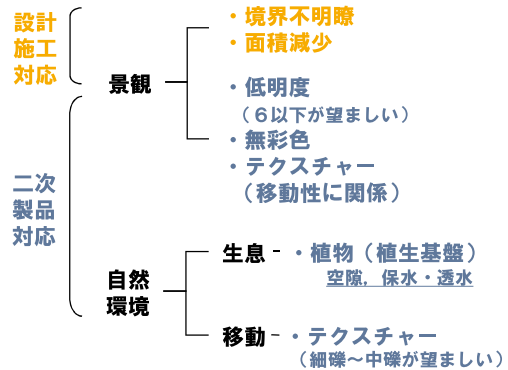 設計
施工
対応
・境界不明瞭
・面積減少
景観
・低明度
（６以下が望ましい）
・無彩色
・テクスチャー
（移動性に関係）
二次
製品
対応
自然
環境
生息 - ・植物（植生基盤）
空隙，保水・透水
移動 - ・テクスチャー
（細礫～中礫が望ましい）